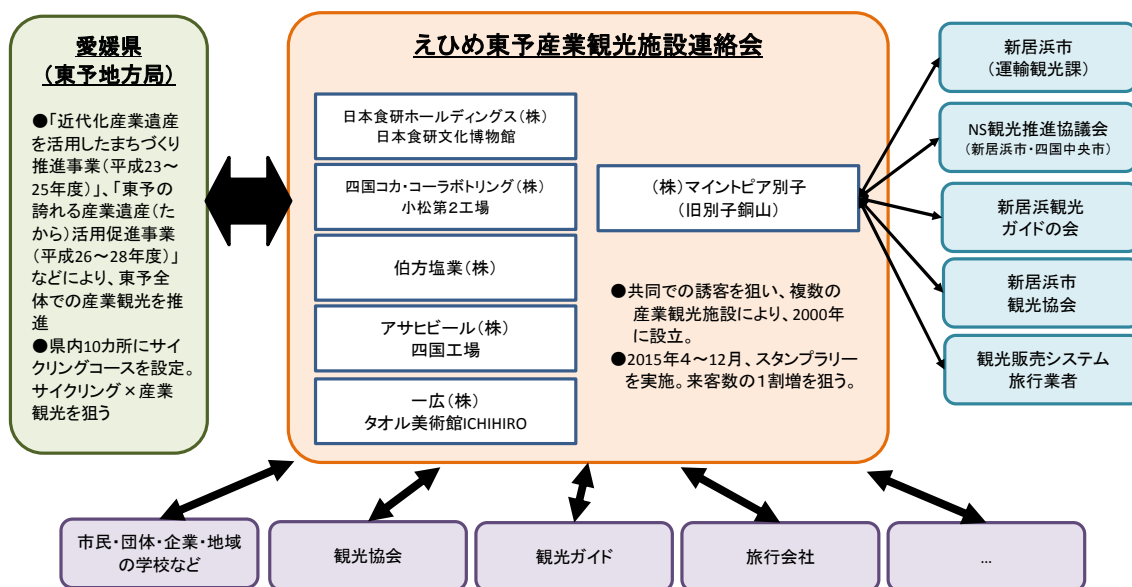 愛媛県
(東予地方局)
●「近代化産業遺産
を活用したまちづくり
推進事業(平成23～
25年度)」、「東予の
誇れる産業遺産(た
から)活用促進事業
(平成26～28年度)」
などにより、東予全
体での産業観光を推
進
●県内10カ所にサイ
クリングコースを設定。
サイクリング×産業
観光を狙う
えひめ東予産業観光施設連絡会
日本食研ホールディングス(株)
日本食研文化博物館
四国コカ・コーラボトリング(株)
小松第2工場
伯方塩業(株)
アサヒビール(株)
四国工場
一広(株)
タオル美術館ICHIHIRO
(株)マイントピア別子
(旧別子銅山)
●共同での誘客を狙い、複数の
産業観光施設により、2000年
に設立。
●2015年4～12月、スタンプラリー
を実施。来客数の1割増を狙う。
新居浜市
(運輸観光課)
NS観光推進協議会
(新居浜市・四国中央市)
新居浜観光
ガイドの会
新居浜市
観光協会
観光販売システム
旅行業者
市民・団体・企業・地域
の学校など
観光協会
観光ガイド
旅行会社
…